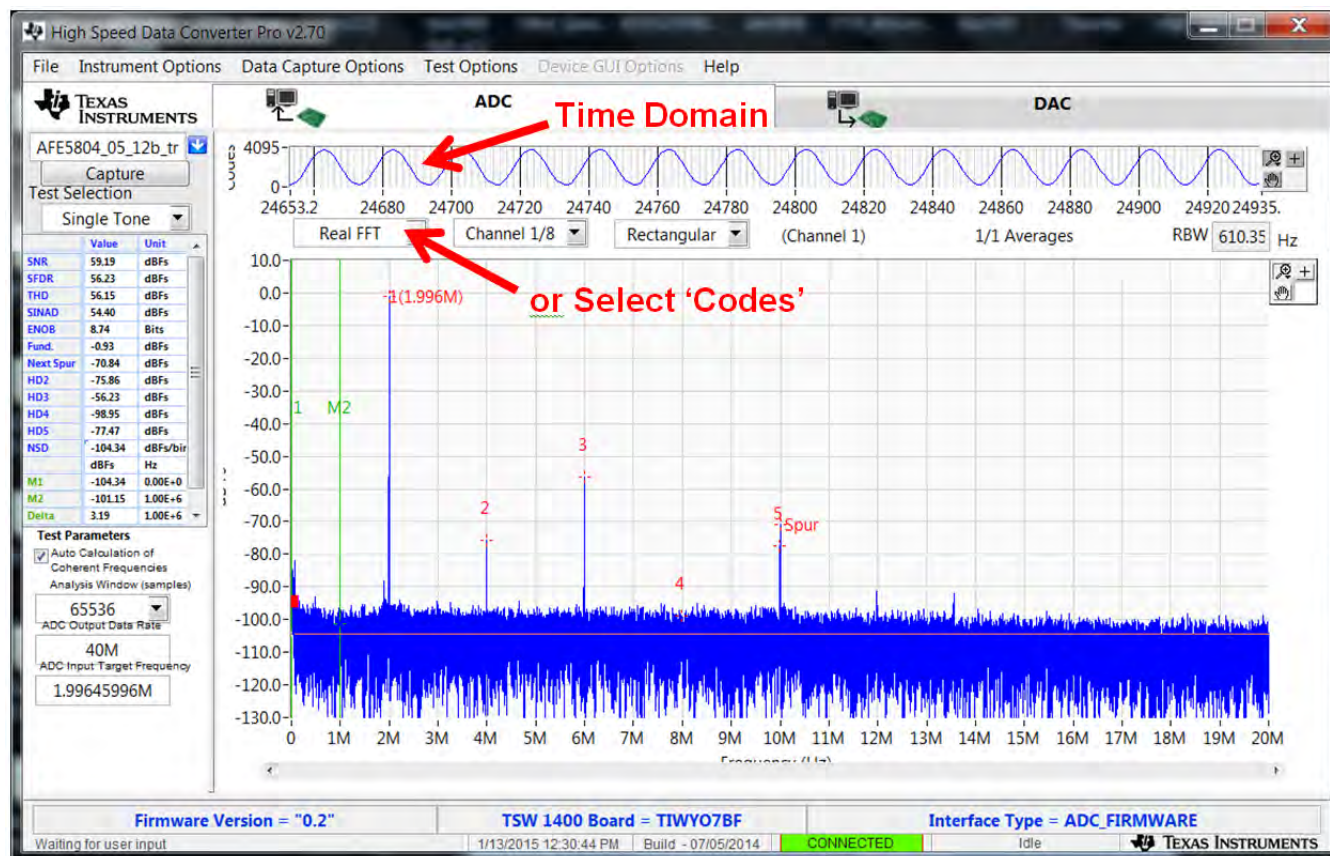 High Speed Data Converter Pro v2.70
File Instrument Options Data Capture Options Test Options Device GUI Options Help
TEXAS INSTRUMENTS
ADC
DAC
Time Domain
AFE5804_05_12b_tr
Capture
Test Selection
Single Tone
Codes
4095
0
24653.2 24680 24700 24720 24740 24760 24780 24800 24820 24840 24860 24880 24900 24920 24935.
Real FFT Channel 1/8 Rectangular (Channel 1) 1/1 Averages RBW 610.35 Hz
or Select ‘Codes’
Value Unit
SNR 59.19 dBFs
SFDR 56.23 dBFs
THD 56.15 dBFs
SINAD 54.40 dBFs
ENOB 8.74 Bits
Fund. -0.93 dBFs
Next Spur -70.84 dBFs
HD2 -75.86 dBFs
HD3 -56.23 dBFs
HD4 -98.95 dBFs
HD5 -77.47 dBFs
NSD -104.34 dBFs/bin
dBFs Hz
M1 -104.34 0.00E+0
M2 -101.15 1.00E+6
Delta 3.19 1.00E+6
Test Parameters
Auto Calculation of
Coherent Frequencies
Analysis Window (samples)
65536
ADC Output Data Rate
40M
ADC Input Target Frequency
1.99645996M
10.0
0.0
-10.0
-20.0
-30.0
-40.0
-50.0
-60.0
-70.0
-80.0
-90.0
-100.0
-110.0
-120.0
-130.0
1(1.996M)
1 M2
2
3
4
5
Spur
0 1M 2M 3M 4M 5M 6M 7M 8M 9M 10M 11M 12M 13M 14M 15M 16M 17M 18M 19M 20M
Frequency (Hz)
Firmware Version = "0.2" TSW 1400 Board = TIWYO7BF Interface Type = ADC_FIRMWARE
Waiting for user input 1/13/2015 12:30:44 PM Build - 07/05/2014 CONNECTED Idle TEXAS INSTRUMENTS